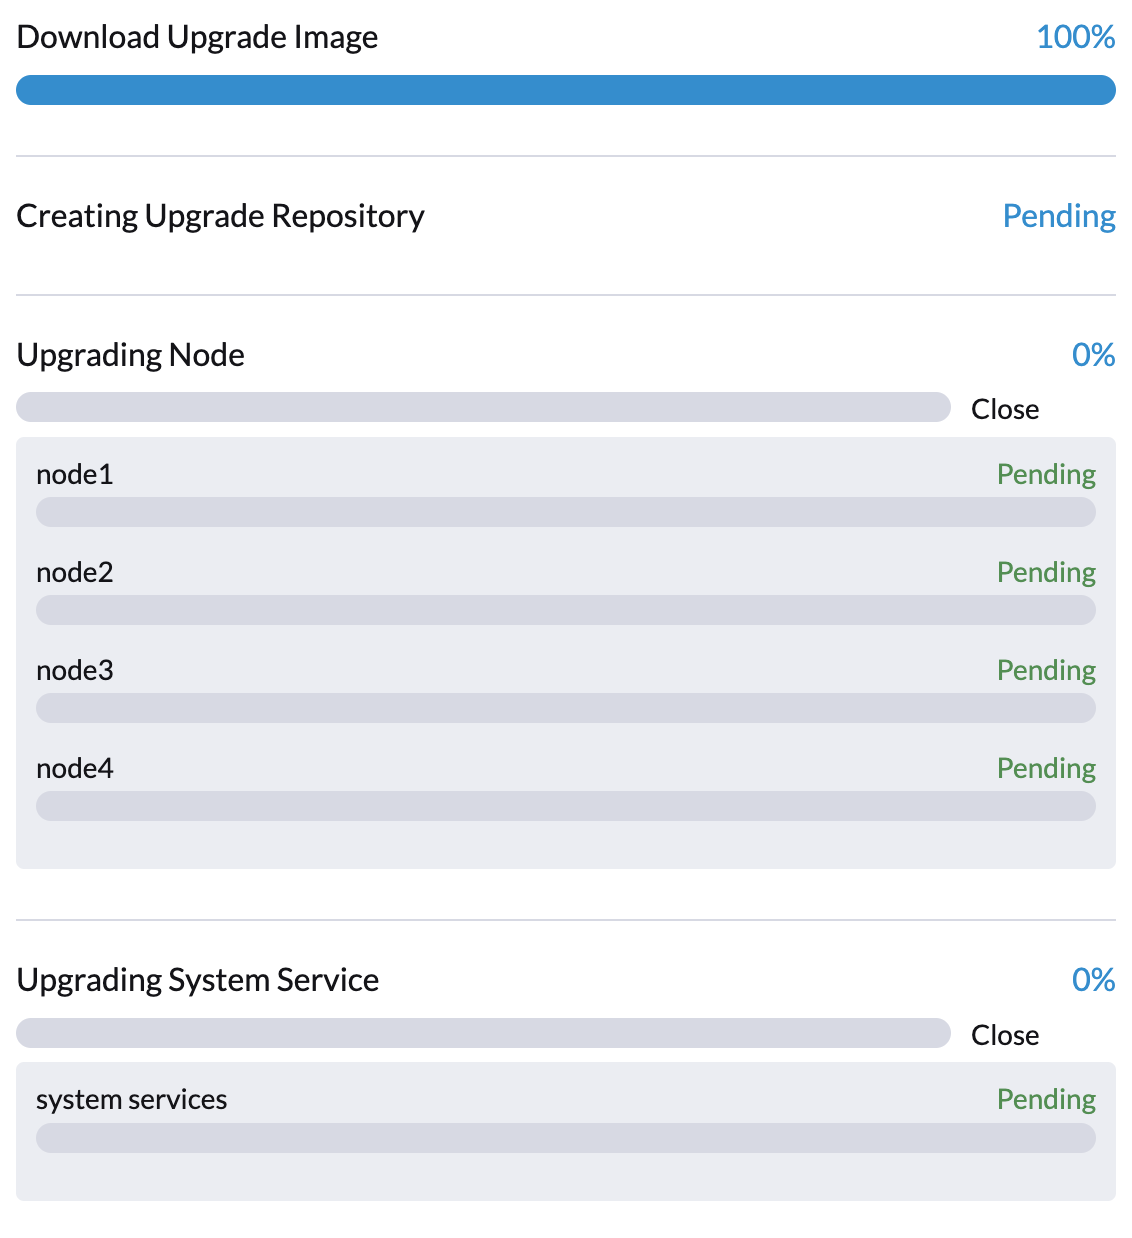 Download Upgrade Image 100%
Creating Upgrade Repository Pending
Upgrading Node 0%
Close
node1 Pending
node2 Pending
node3 Pending
node4 Pending
Upgrading System Service 0%
Close
system services Pending